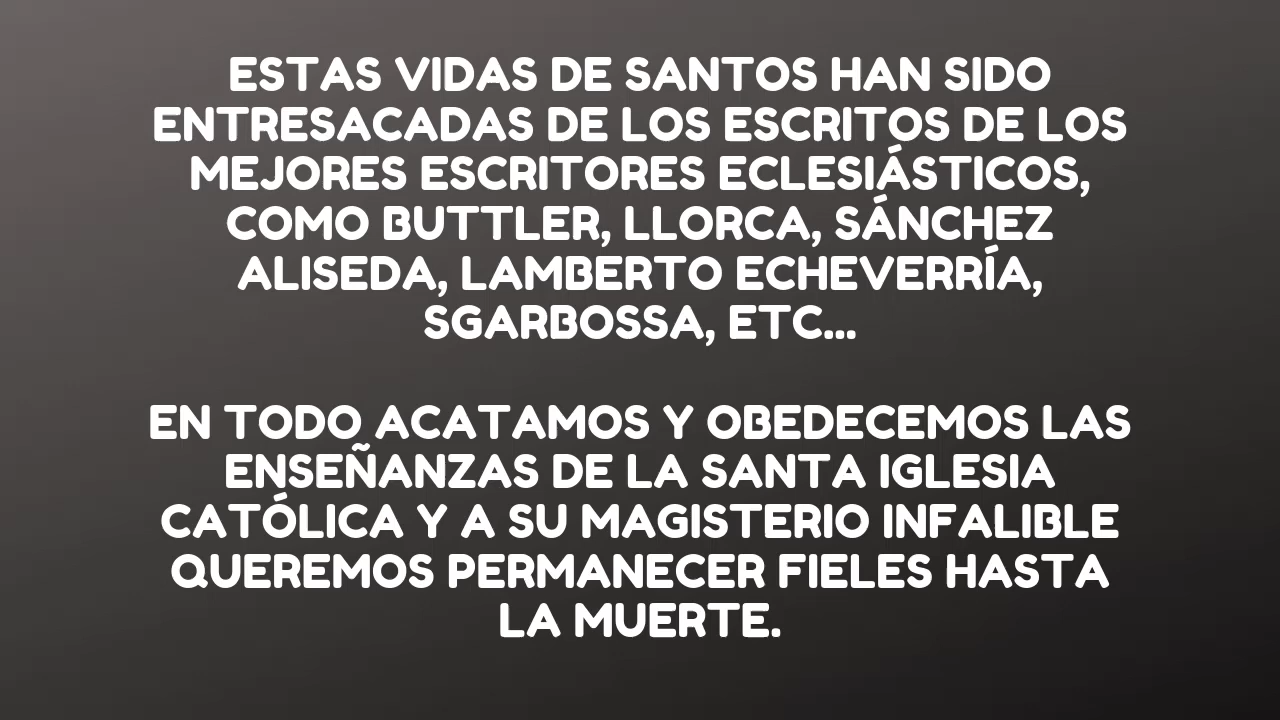 ESTAS VIDAS DE SANTOS HAN SIDO
ENTRESACADAS DE LOS ESCRITOS DE LOS
MEJORES ESCRITORES ECLESIÁSTICOS,
COMO BUTTLER, LLORCA, SÁNCHEZ
ALISEDA, LAMBERTO ECHEVERRÍA,
SGARBOSSA, ETC...
EN TODO ACATAMOS Y OBEDECEMOS LAS
ENSEÑANZAS DE LA SANTA IGLESIA
CATÓLICA Y A SU MAGISTERIO INFALIBLE
QUEREMOS PERMANECER FIELES HASTA
LA MUERTE.